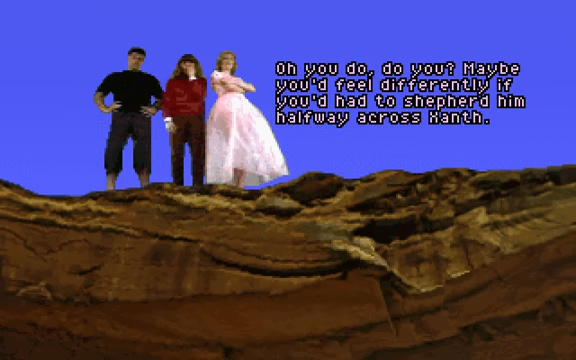 Oh you do, do you? Maybe
you'd feel differently if
you'd had to shepherd him
halfway across Xanth.